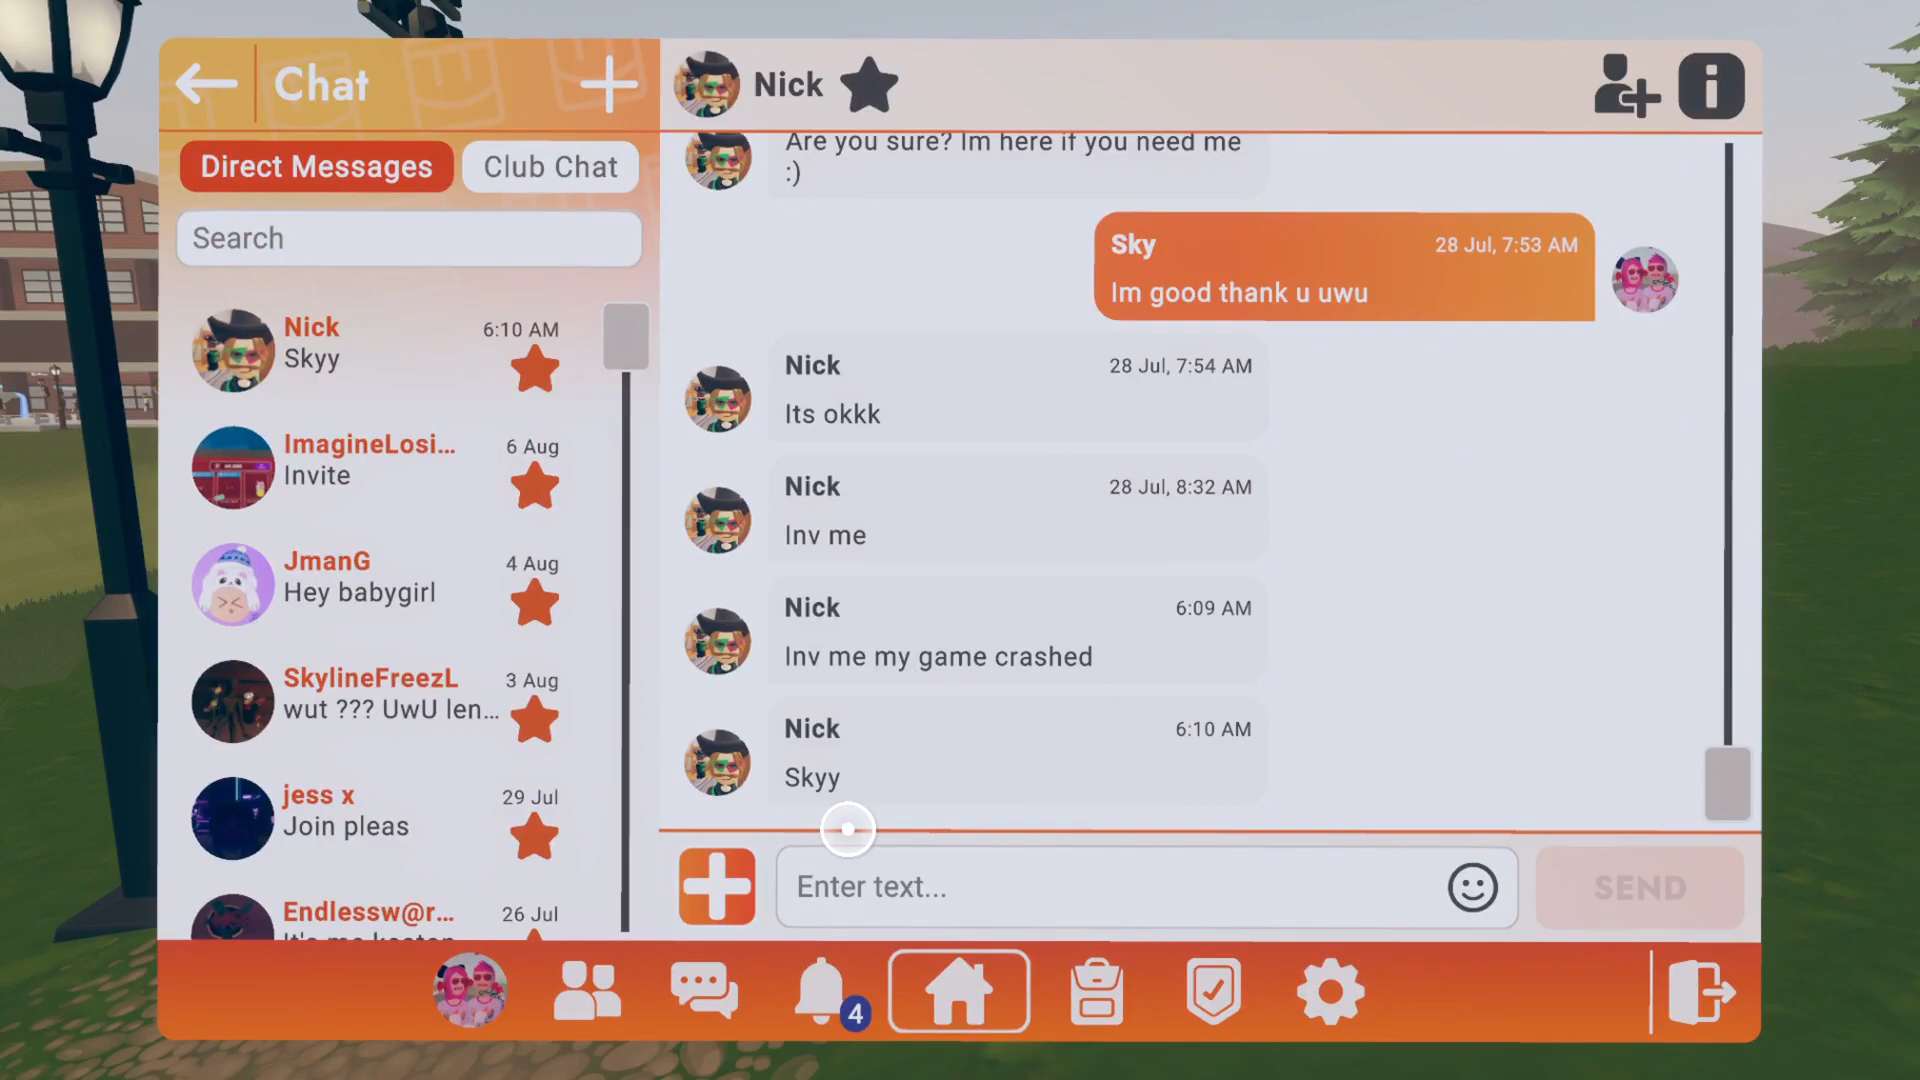 Chat
Direct Messages
Club Chat
Search
Nick
6:10 AM
Skyy
ImagineLosi...
6 Aug
Invite
JmanG
4 Aug
Hey babygirl
SkylineFreezL
3 Aug
wut ??? UwU len...
jess x
29 Jul
Join pleas
Endlessw@r...
26 Jul
It's me keaton
Nick
Are you sure? Im here if you need me
:)
Sky
28 Jul, 7:53 AM
Im good thank u uwu
Nick
28 Jul, 7:54 AM
Its okkk
Nick
28 Jul, 8:32 AM
Inv me
Nick
6:09 AM
Inv me my game crashed
Nick
6:10 AM
Skyy
Enter text...
SEND
4